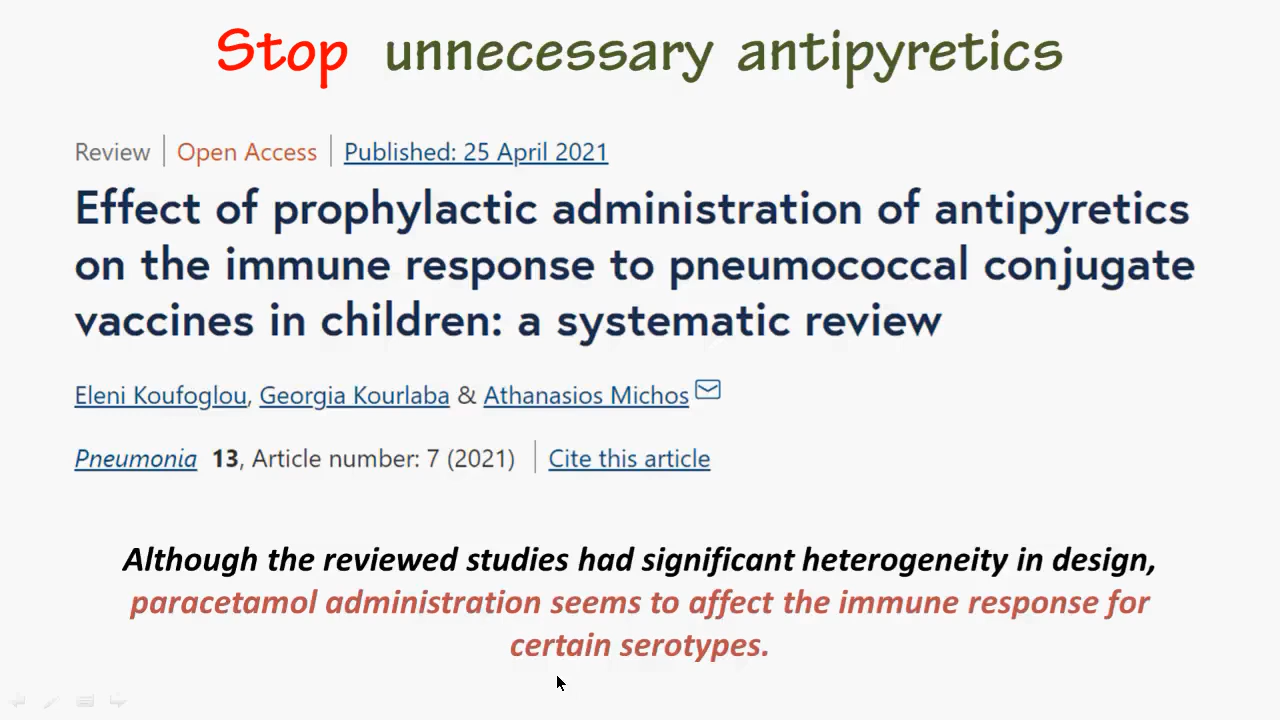 Stop unnecessary antipyretics
Review | Open Access | Published: 25 April 2021
Effect of prophylactic administration of antipyretics
on the immune response to pneumococcal conjugate
vaccines in children: a systematic review
Eleni Koufoglou, Georgia Kourlaba & Athanasios Michos
Pneumonia 13, Article number: 7 (2021) | Cite this article
Although the reviewed studies had significant heterogeneity in design,
paracetamol administration seems to affect the immune response for
certain serotypes.